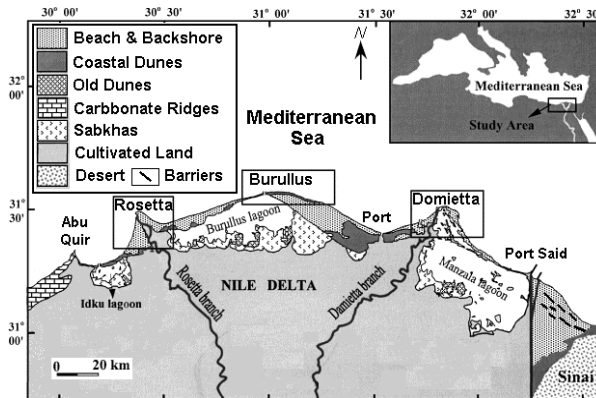 30° 00'
30° 30'
31° 00'
31° 30'
32° 00'
32° 30'
Beach & Backshore
Coastal Dunes
Old Dunes
Carbbonate Ridges
Sabkhas
Cultivated Land
Desert
Barriers
N
Mediterranean Sea
Study Area
32° 00'
Mediterranean
Sea
Burullus
Rosetta
Domietta
31° 30'
Abu
Quir
Burullus lagoon
Port
Port Said
Idku lagoon
Rosetta branch
NILE DELTA
Damietta branch
Manzala lagoon
31° 00'
0 20 km
Sinai